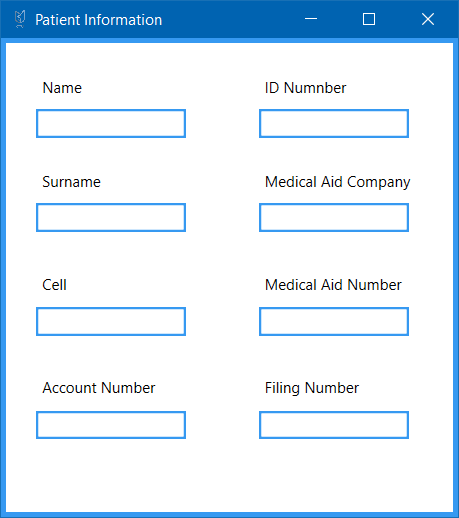 Patient Information
Name
ID Numnber
Surname
Medical Aid Company
Cell
Medical Aid Number
Account Number
Filing Number